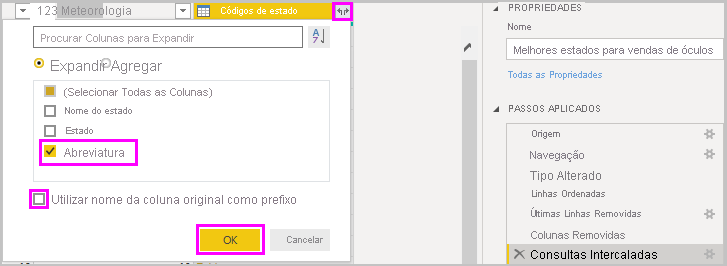 123 Meteorologia
Códigos de estado
Procurar Colunas para Expandir
Expandir Agregar
(Selecionar Todas as Colunas)
Nome do estado
Estado
Abreviatura
Utilizar nome da coluna original como prefixo
OK
Cancelar
PROPRIEDADES
Nome
Melhores estados para vendas de óculos
Todas as Propriedades
PASSOS APLICADOS
Origem
Navegação
Tipo Alterado
Linhas Ordenadas
Últimas Linhas Removidas
Colunas Removidas
Consultas Intercaladas